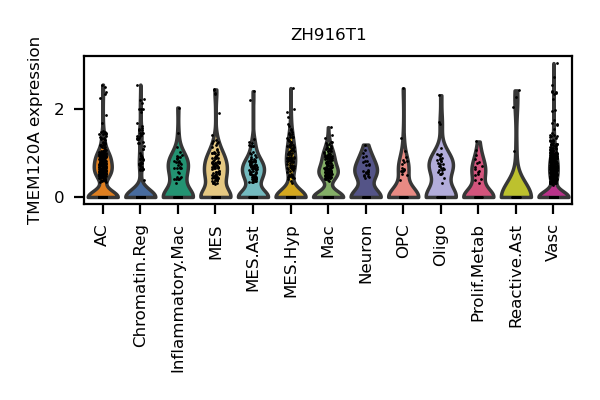 ZH916T1
TMEM120A expression
2
0
AC
Chromatin.Reg
Inflammatory.Mac
MES
MES.Ast
MES.Hyp
Mac
Neuron
OPC
Oligo
Prolif.Metab
Reactive.Ast
Vasc